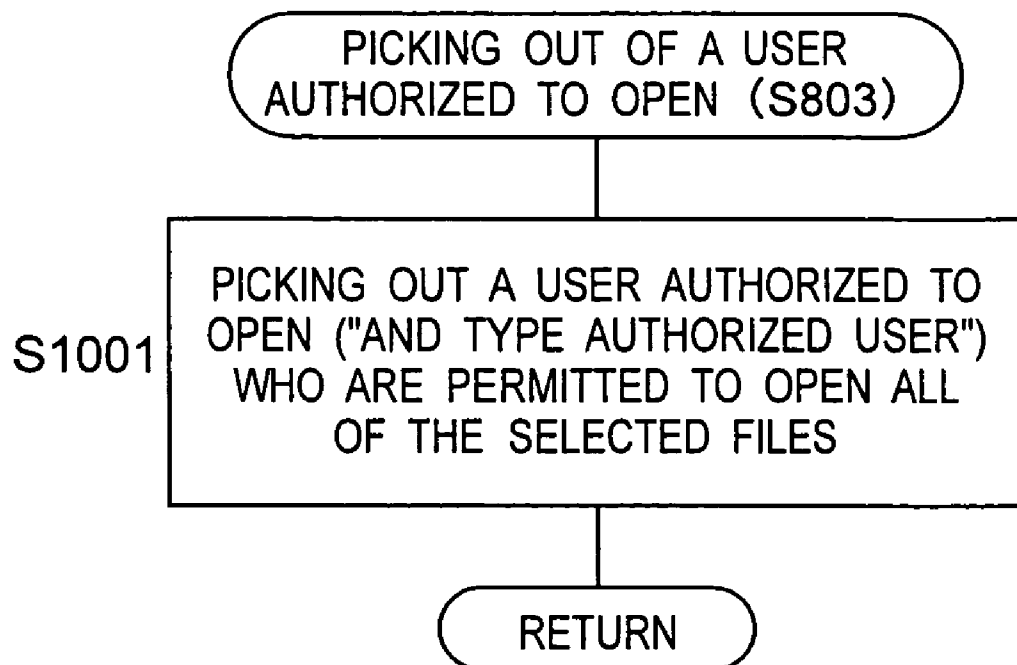 PICKING OUT OF A USER
AUTHORIZED TO OPEN (S803)
S1001
PICKING OUT A USER AUTHORIZED TO
OPEN ("AND TYPE AUTHORIZED USER")
WHO ARE PERMITTED TO OPEN ALL
OF THE SELECTED FILES
RETURN